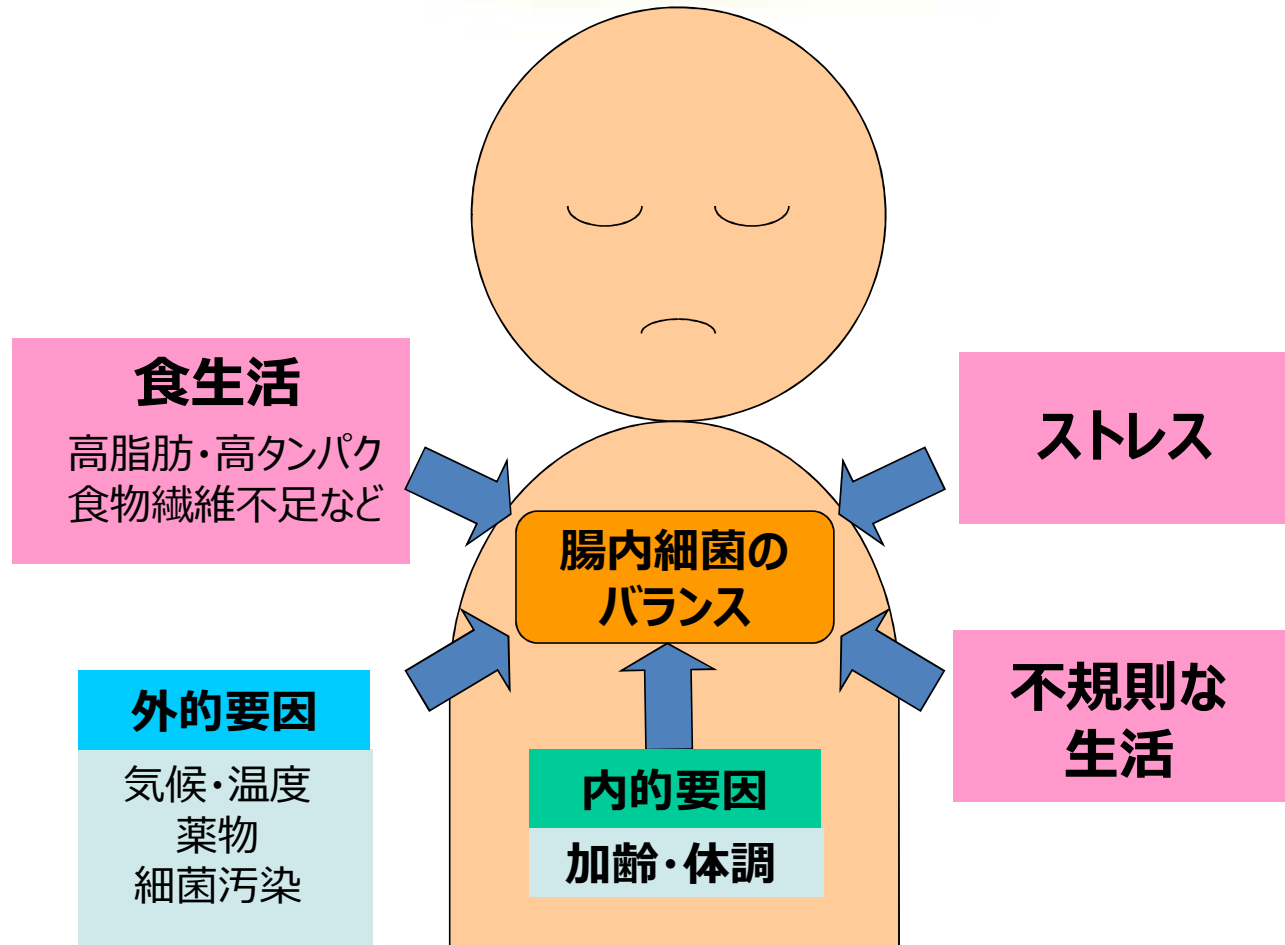 食生活
高脂肪・高タンパク
食物繊維不足など
ストレス
腸内細菌の
バランス
外的要因
気候・温度
薬物
細菌汚染
内的要因
加齢・体調
不規則な
生活